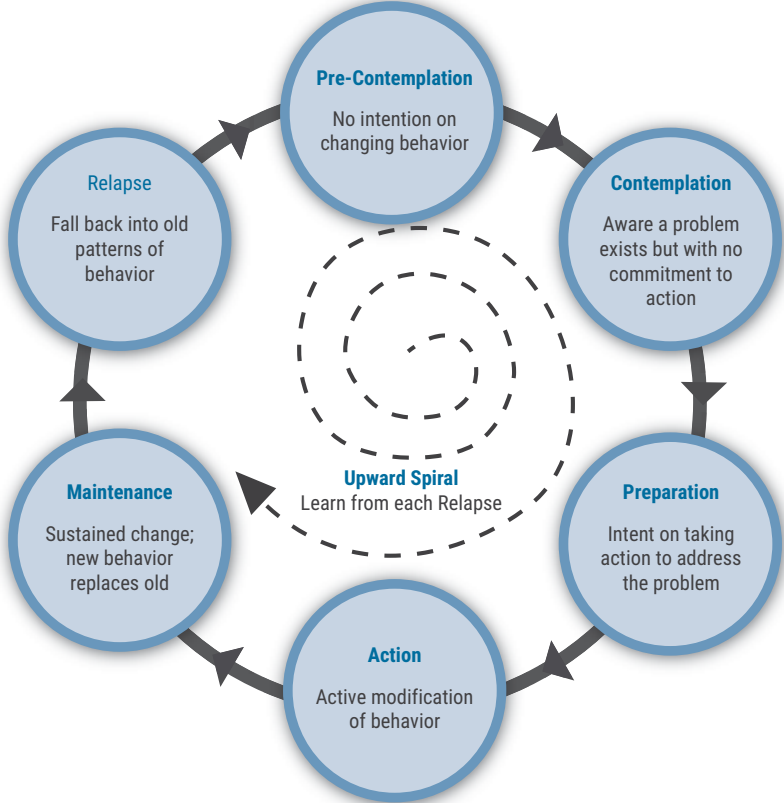 Pre-Contemplation
No intention on
changing behavior
Contemplation
Aware a problem
exists but with no
commitment to
action
Preparation
Intent on taking
action to address
the problem
Action
Active modification
of behavior
Maintenance
Sustained change;
new behavior
replaces old
Relapse
Fall back into old
patterns of
behavior
Upward Spiral
Learn from each Relapse